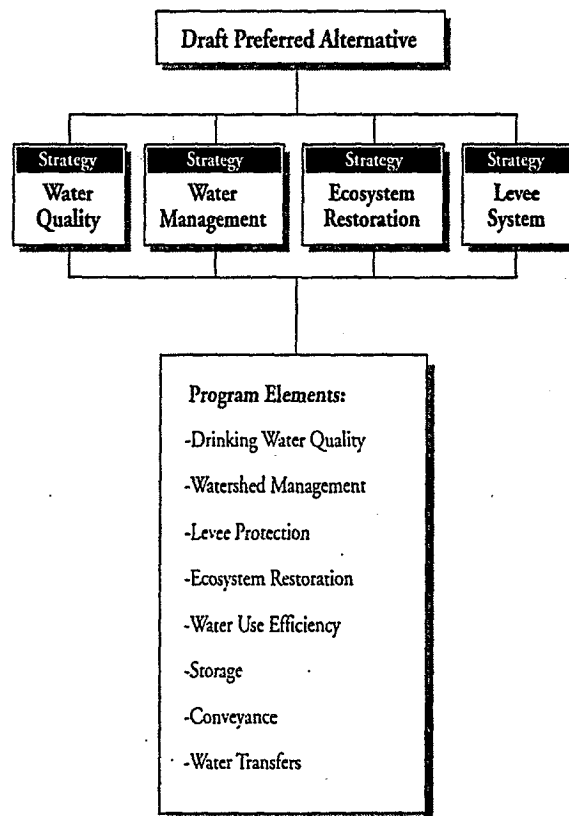 Draft Preferred Alternative
Strategy
Water
Quality
Strategy
Water
Management
Strategy
Ecosystem
Restoration
Strategy
Levee
System
Program Elements:
-Drinking Water Quality
-Watershed Management
-Levee Protection
-Ecosystem Restoration
-Water Use Efficiency
-Storage
-Conveyance
-Water Transfers